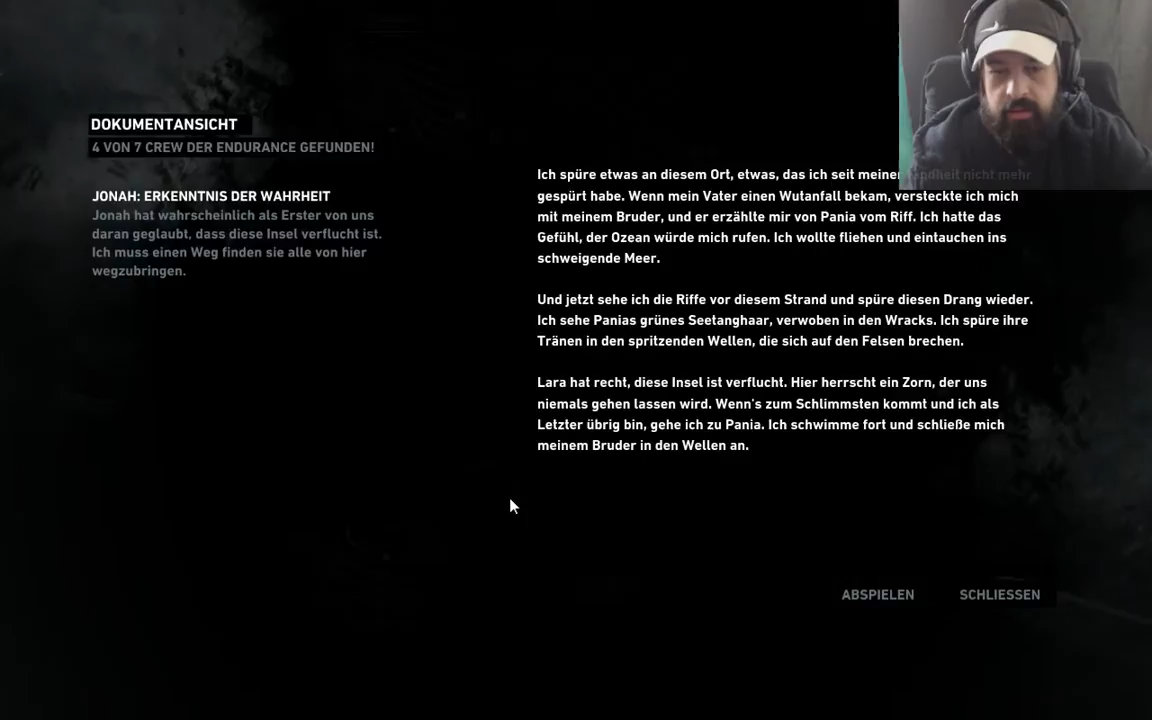 DOKUMENTANSICHT
4 VON 7 CREW DER ENDURANCE GEFUNDEN!
JONAH: ERKENNTNIS DER WAHRHEIT
Jonah hat wahrscheinlich als Erster von uns
daran geglaubt, dass diese Insel verflucht ist.
Ich muss einen Weg finden sie alle von hier
wegzubringen.
Ich spüre etwas an diesem Ort, etwas, das ich seit meiner nicht mehr
gespürt habe. Wenn mein Vater einen Wutanfall bekam, versteckte ich mich
mit meinem Bruder, und er erzählte mir von Pania vom Riff. Ich hatte das
Gefühl, der Ozean würde mich rufen. Ich wollte fliehen und eintauchen ins
schweigende Meer.
Und jetzt sehe ich die Riffe vor diesem Strand und spüre diesen Drang wieder.
Ich sehe Panias grünes Seetanghaar, verwoben in den Wracks. Ich spüre ihre
Tränen in den spritzenden Wellen, die sich auf den Felsen brechen.
Lara hat recht, diese Insel ist verflucht. Hier herrscht ein Zorn, der uns
niemals gehen lassen wird. Wenn's zum Schlimmsten kommt und ich als
Letzter übrig bin, gehe ich zu Pania. Ich schwimme fort und schließe mich
meinem Bruder in den Wellen an.
ABSPIELEN SCHLIESSEN